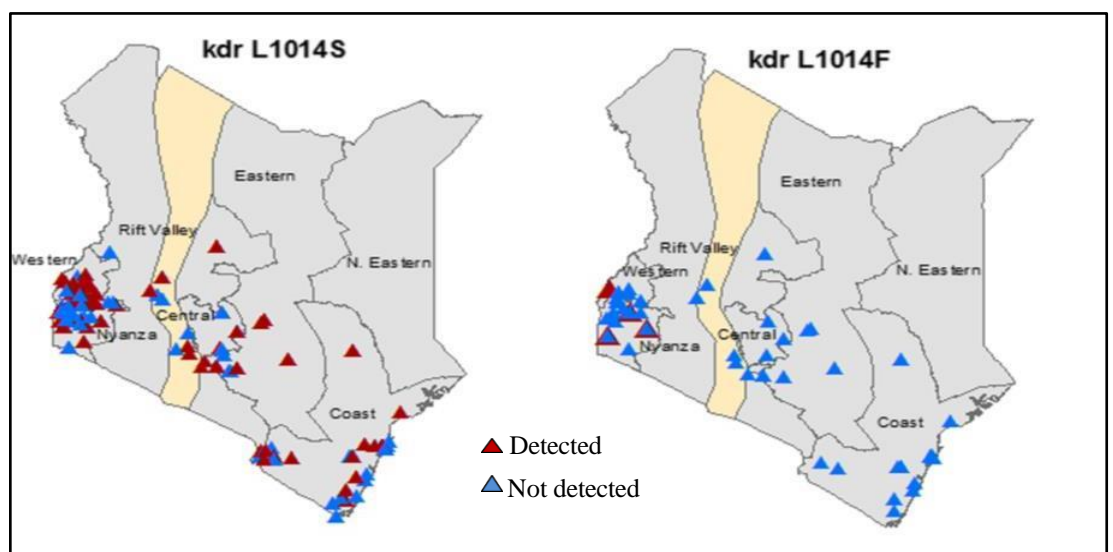 kdr L1014S
Eastern
Rift Valley
Western
N. Eastern
Central
Nyanza
Coast
kdr L1014F
Eastern
Rift Valley
Western
N. Eastern
Central
Nyanza
Coast
Detected
Not detected